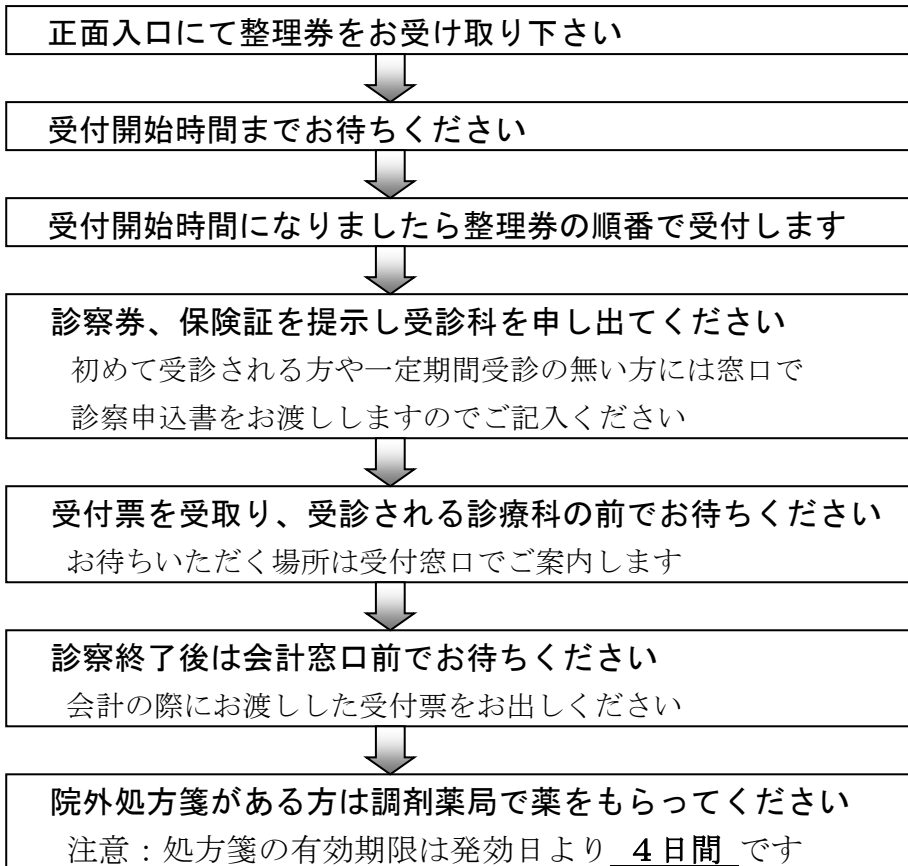 正面入口にて整理券をお受け取り下さい
受付開始時間までお待ちください
受付開始時間になりましたら整理券の順番で受付します
診察券、保険証を提示し受診科を申し出てください
初めて受診される方や一定期間受診の無い方には窓口で
診察申込書をお渡ししますのでご記入ください
受付票を受取り、受診される診療科の前でお待ちください
お待ちいただく場所は受付窓口でご案内します
診察終了後は会計窓口前でお待ちください
会計の際にお渡しした受付票をお出しください
院外処方箋がある方は調剤薬局で薬をもらってください
注意：処方箋の有効期限は発効日より ４日間 です